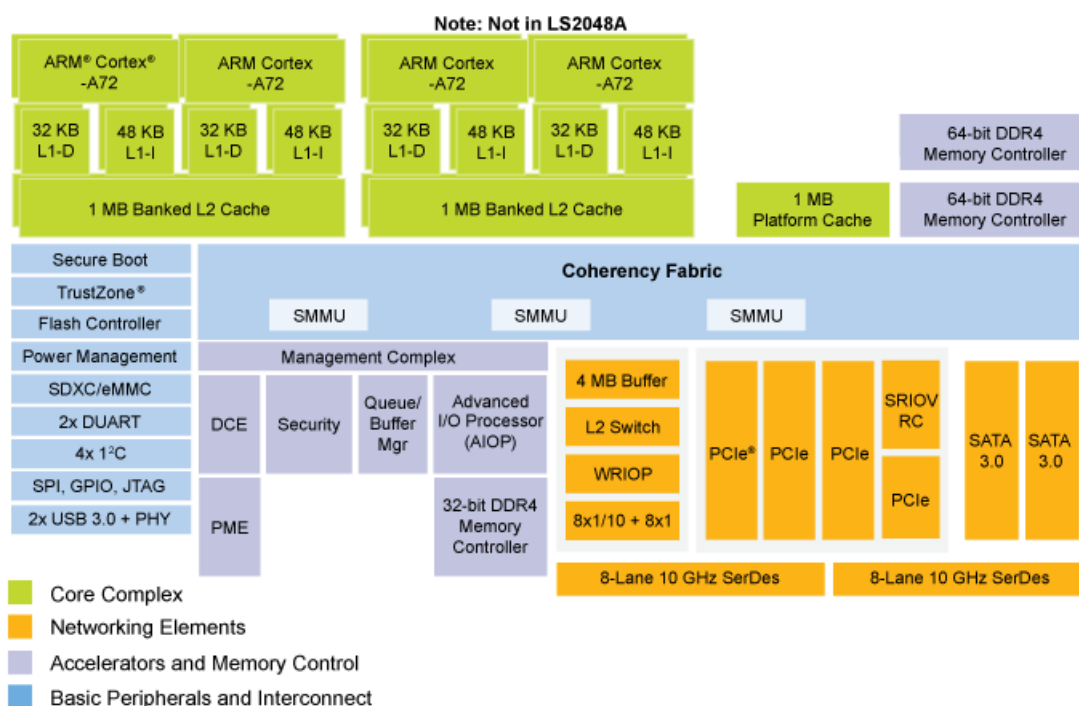 Note: Not in LS2048A
ARM® Cortex®
-A72
ARM Cortex
-A72
ARM Cortex
-A72
ARM Cortex
-A72
32 KB
L1-D
48 KB
L1-I
32 KB
L1-D
48 KB
L1-I
32 KB
L1-D
48 KB
L1-I
32 KB
L1-D
48 KB
L1-I
64-bit DDR4
Memory Controller
1 MB Banked L2 Cache
1 MB Banked L2 Cache
1 MB
Platform Cache
64-bit DDR4
Memory Controller
Secure Boot
TrustZone®
Flash Controller
Power Management
SDXC/eMMC
2x DUART
4x 1²C
SPI, GPIO, JTAG
2x USB 3.0 + PHY
Coherency Fabric
SMMU
SMMU
SMMU
Management Complex
DCE
Security
Queue/
Buffer
Mgr
Advanced
I/O Processor
(AIOP)
PME
32-bit DDR4
Memory
Controller
4 MB Buffer
L2 Switch
WRIOP
8x1/10 + 8x1
PCIe®
PCIe
PCIe
SRIOV
RC
PCIe
SATA
3.0
SATA
3.0
8-Lane 10 GHz SerDes
8-Lane 10 GHz SerDes
Core Complex
Networking Elements
Accelerators and Memory Control
Basic Peripherals and Interconnect